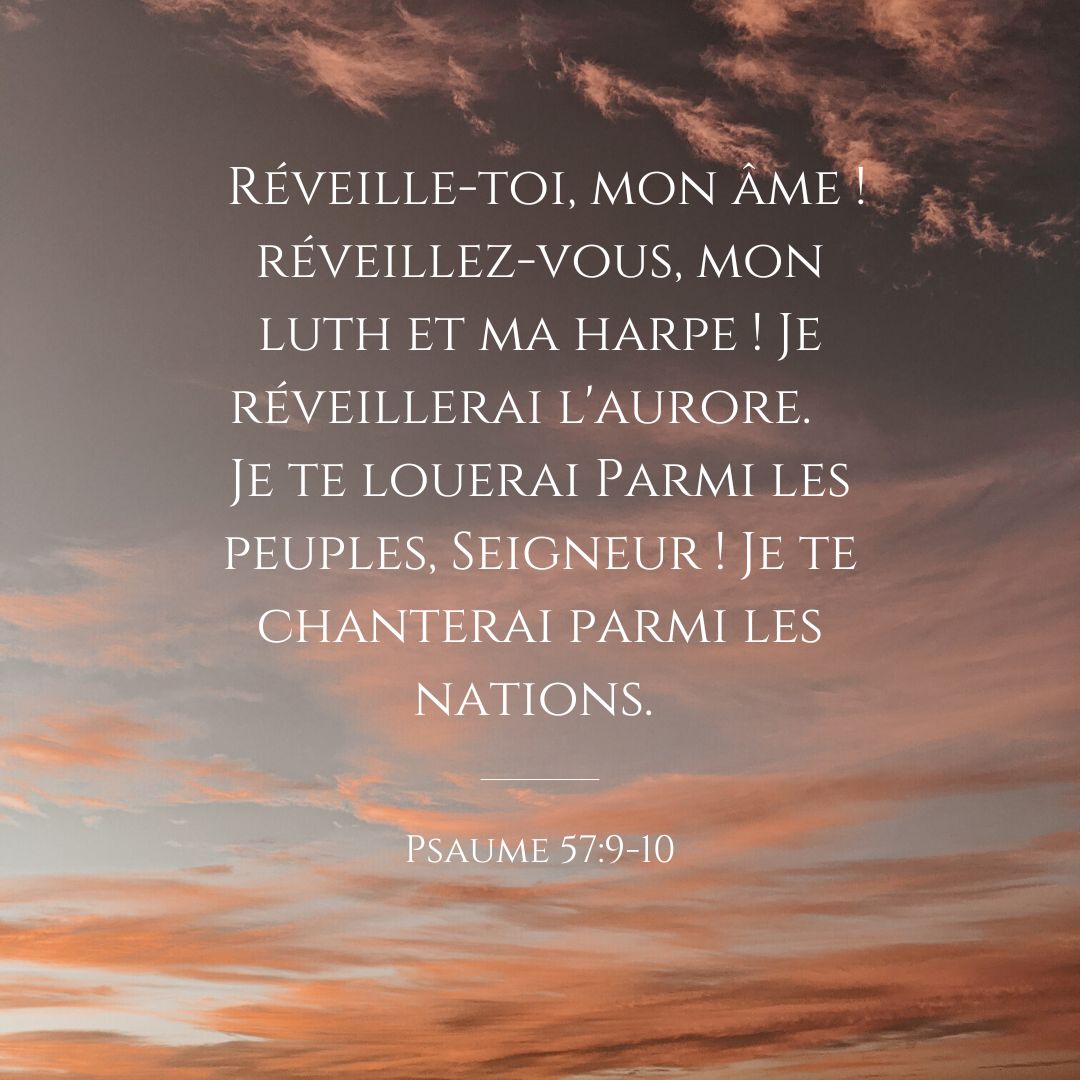 Réveille-toi, mon âme !
réveillez-vous, mon
luth et ma harpe ! Je
réveillerai l'aurore.
Je te louerai Parmi les
peuples, Seigneur ! Je te
chanterai parmi les
nations.
Psaume 57:9-10